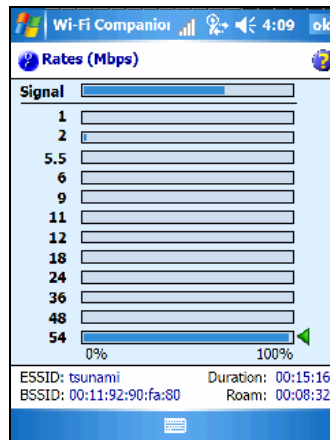 Wi-Fi Companion 4:09 ok
Rates (Mbps)
Signal
1
2
5.5
6
9
11
12
18
24
36
48
54
0% 100%
ESSID: tsunami Duration: 00:15:16
BSSID: 00:11:92:90:fa:80 Roam: 00:08:32